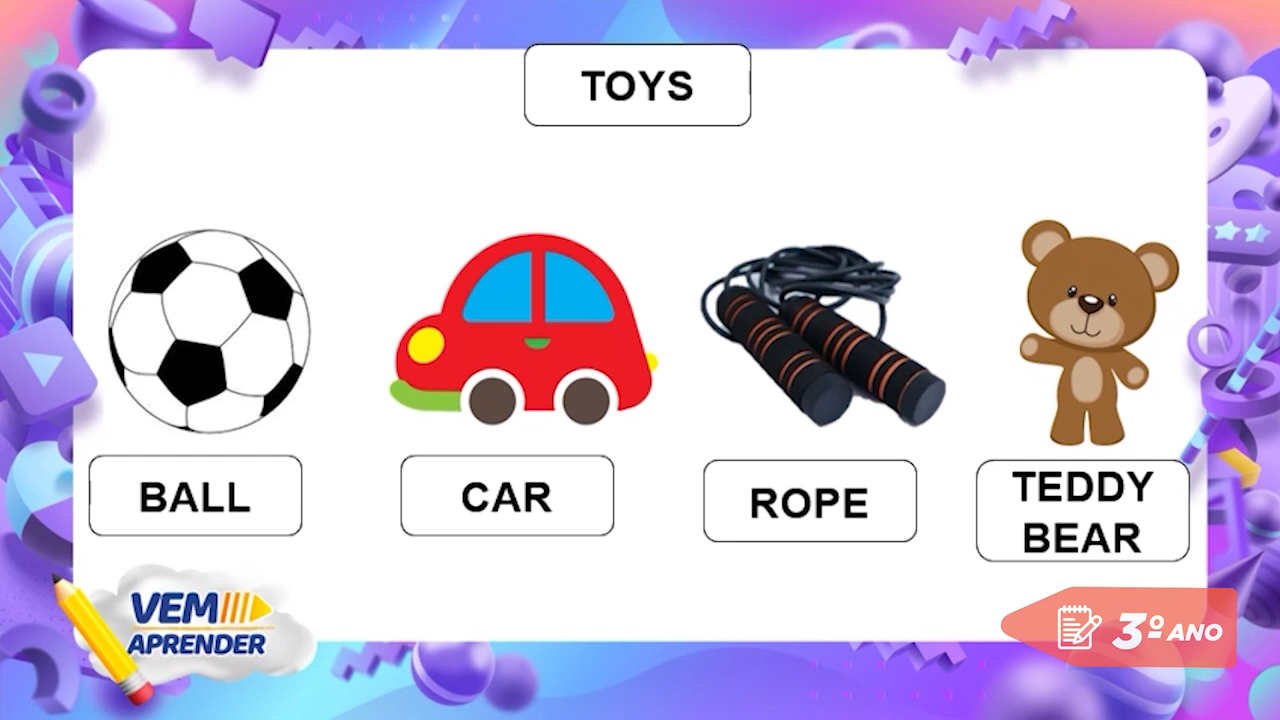 TOYS
BALL
CAR
ROPE
TEDDY
BEAR
VEM
APRENDER
3º ANO